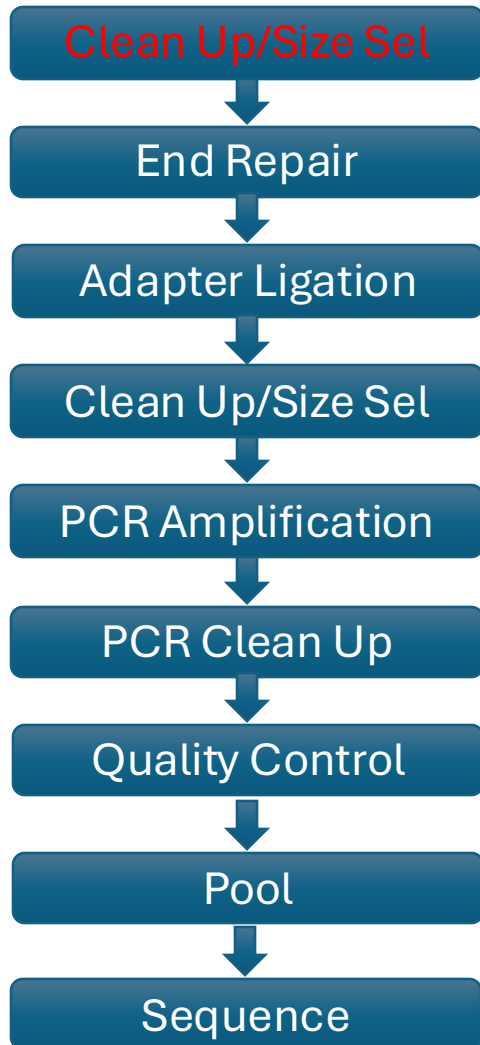 Clean Up/Size Sel
End Repair
Adapter Ligation
Clean Up/Size Sel
PCR Amplification
PCR Clean Up
Quality Control
Pool
Sequence